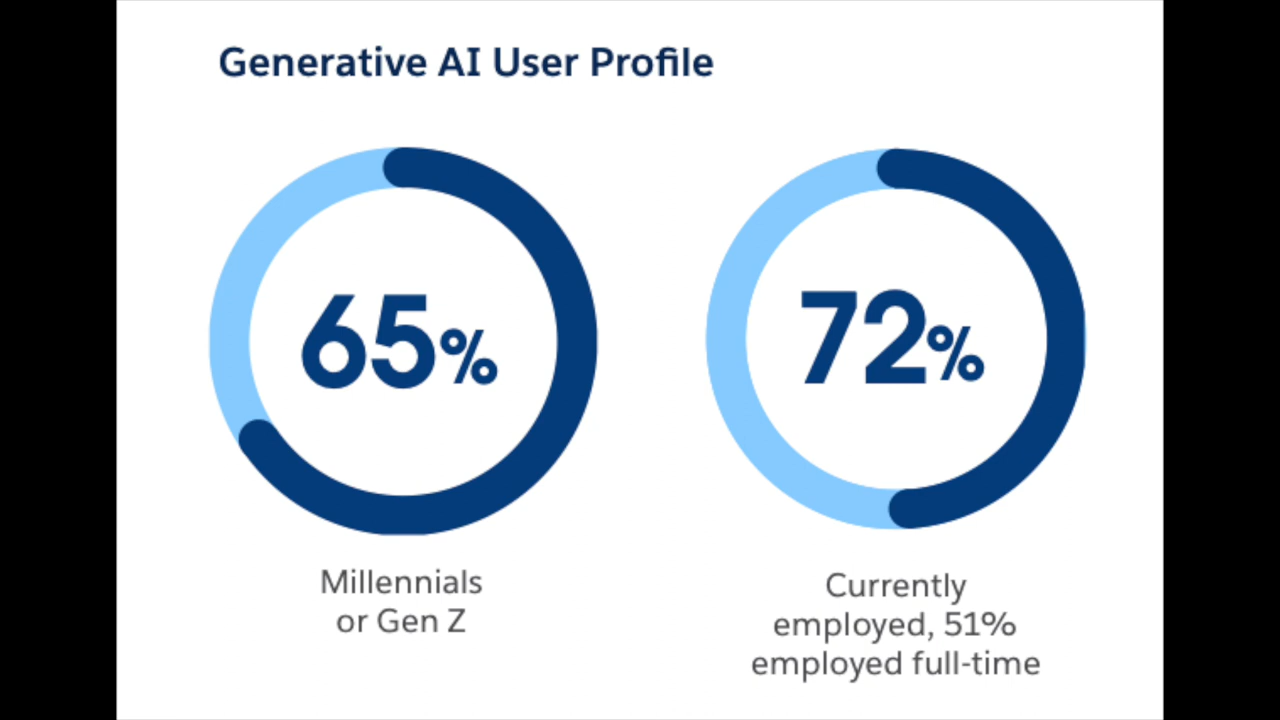 Generative AI User Profile
65%
72%
Millennials
or Gen Z
Currently
employed, 51%
employed full-time